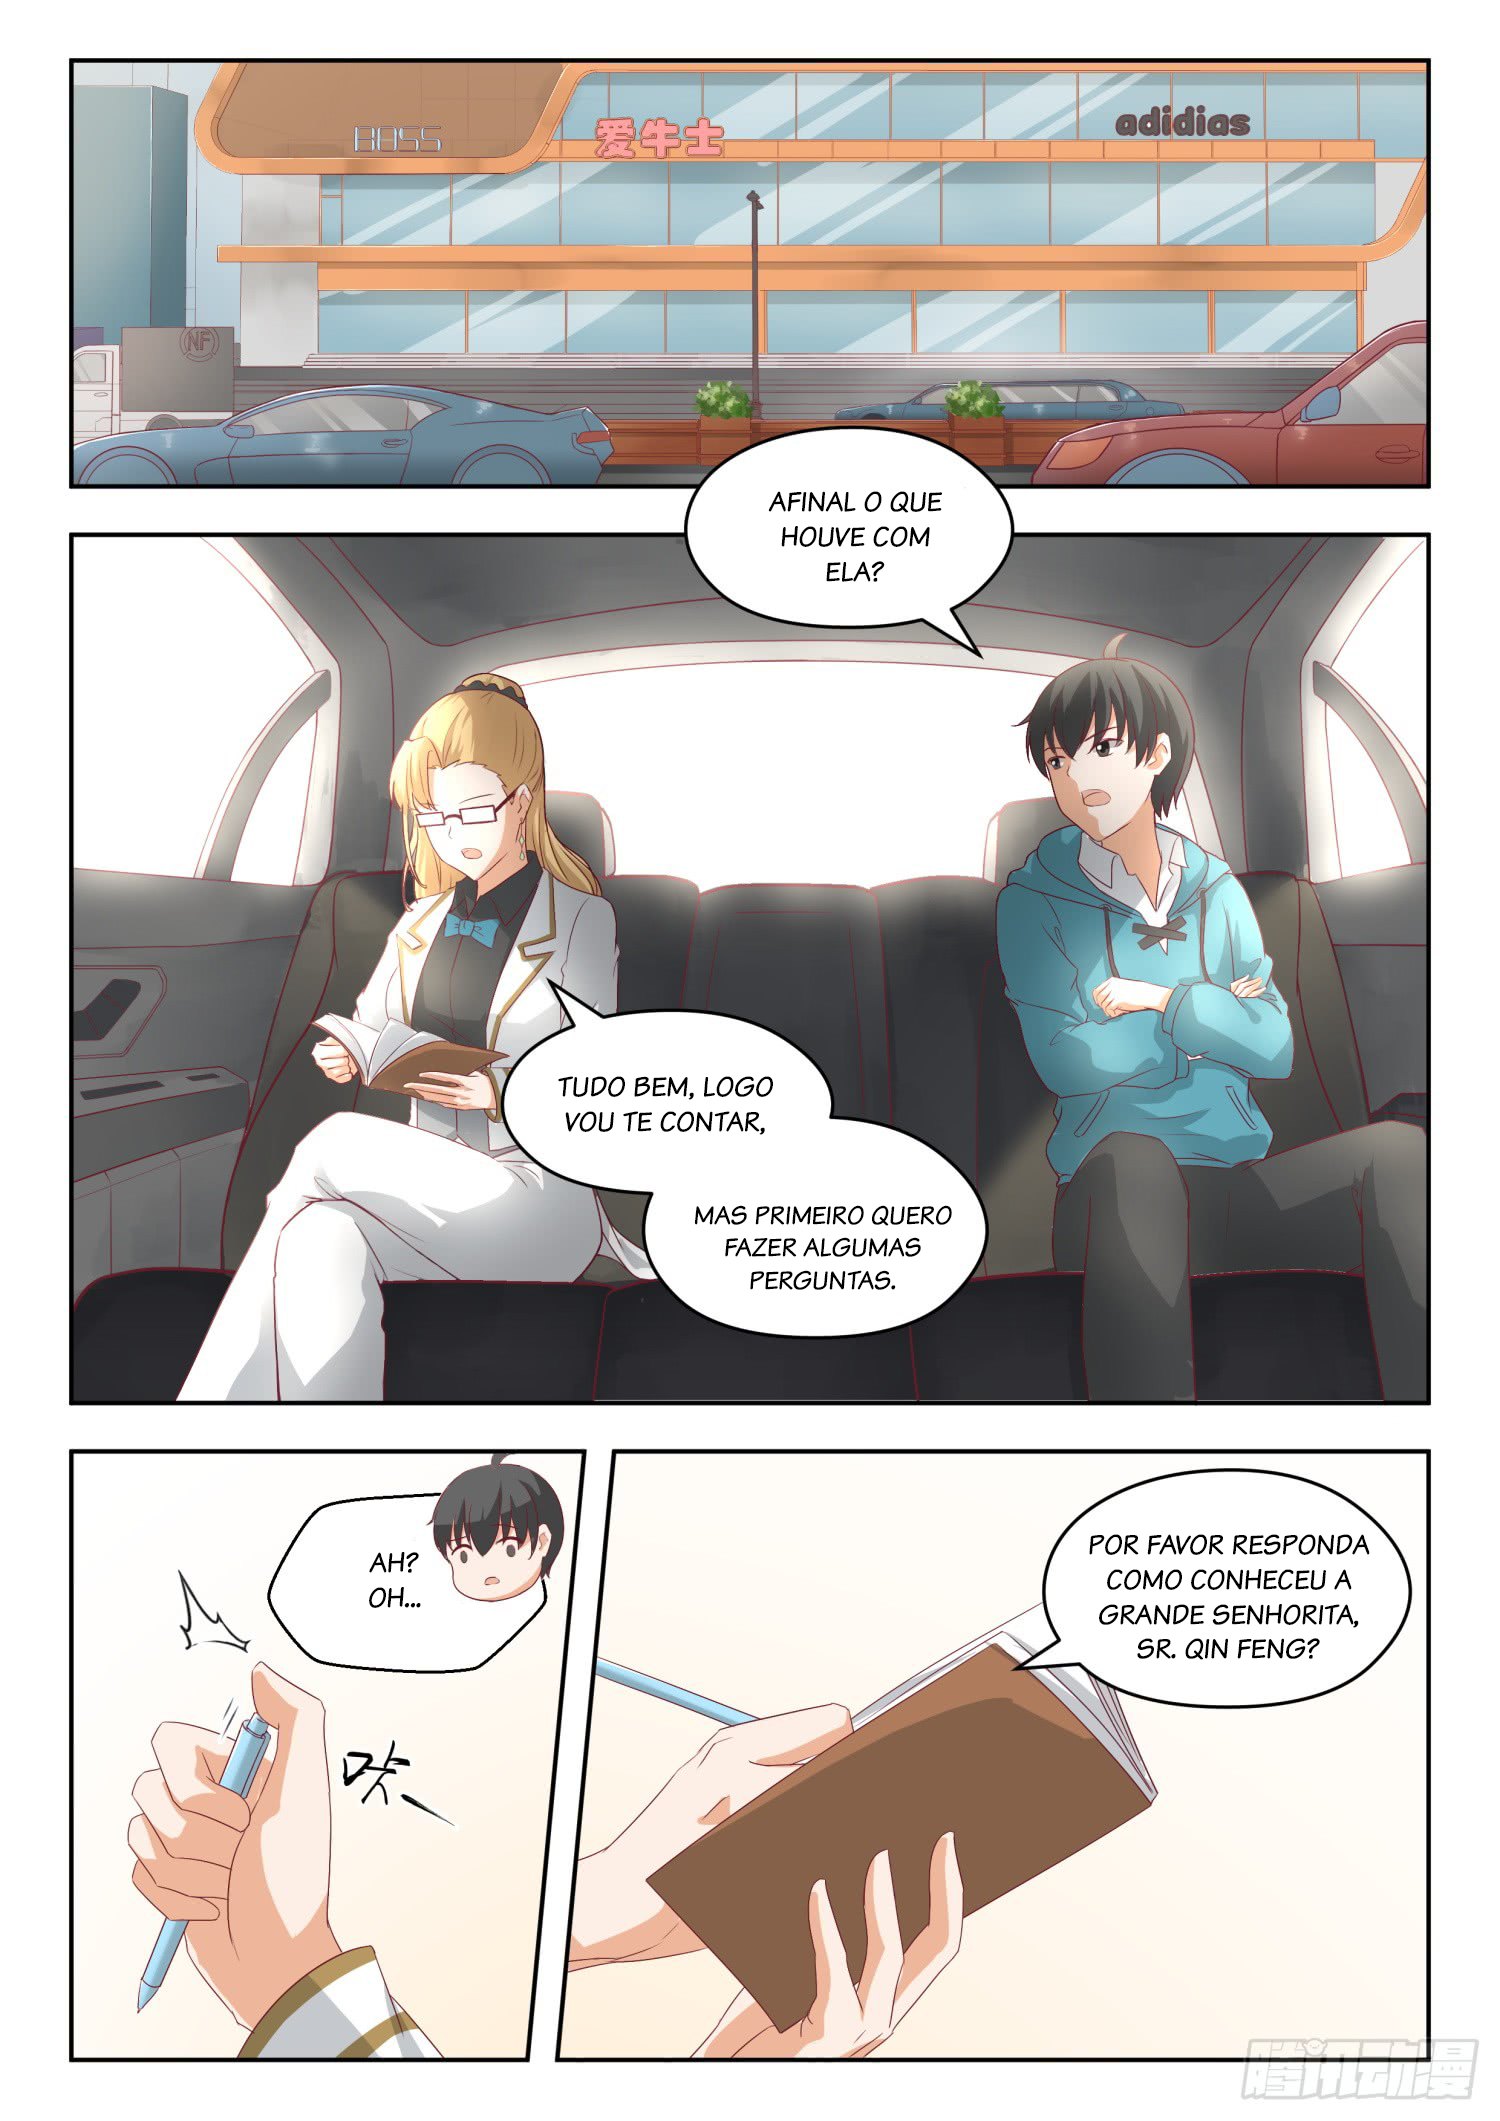 BOSS
爱牛士
adidias
NF
AFINAL O QUE
HOUVE COM
ELA?
TUDO BEM, LOGO
VOU TE CONTAR,
MAS PRIMEIRO QUERO
FAZER ALGUMAS
PERGUNTAS.
AH?
OH...
咔
POR FAVOR RESPONDA
COMO CONHECEU A
GRANDE SENHORITA,
SR. QIN FENG?
腾讯动漫